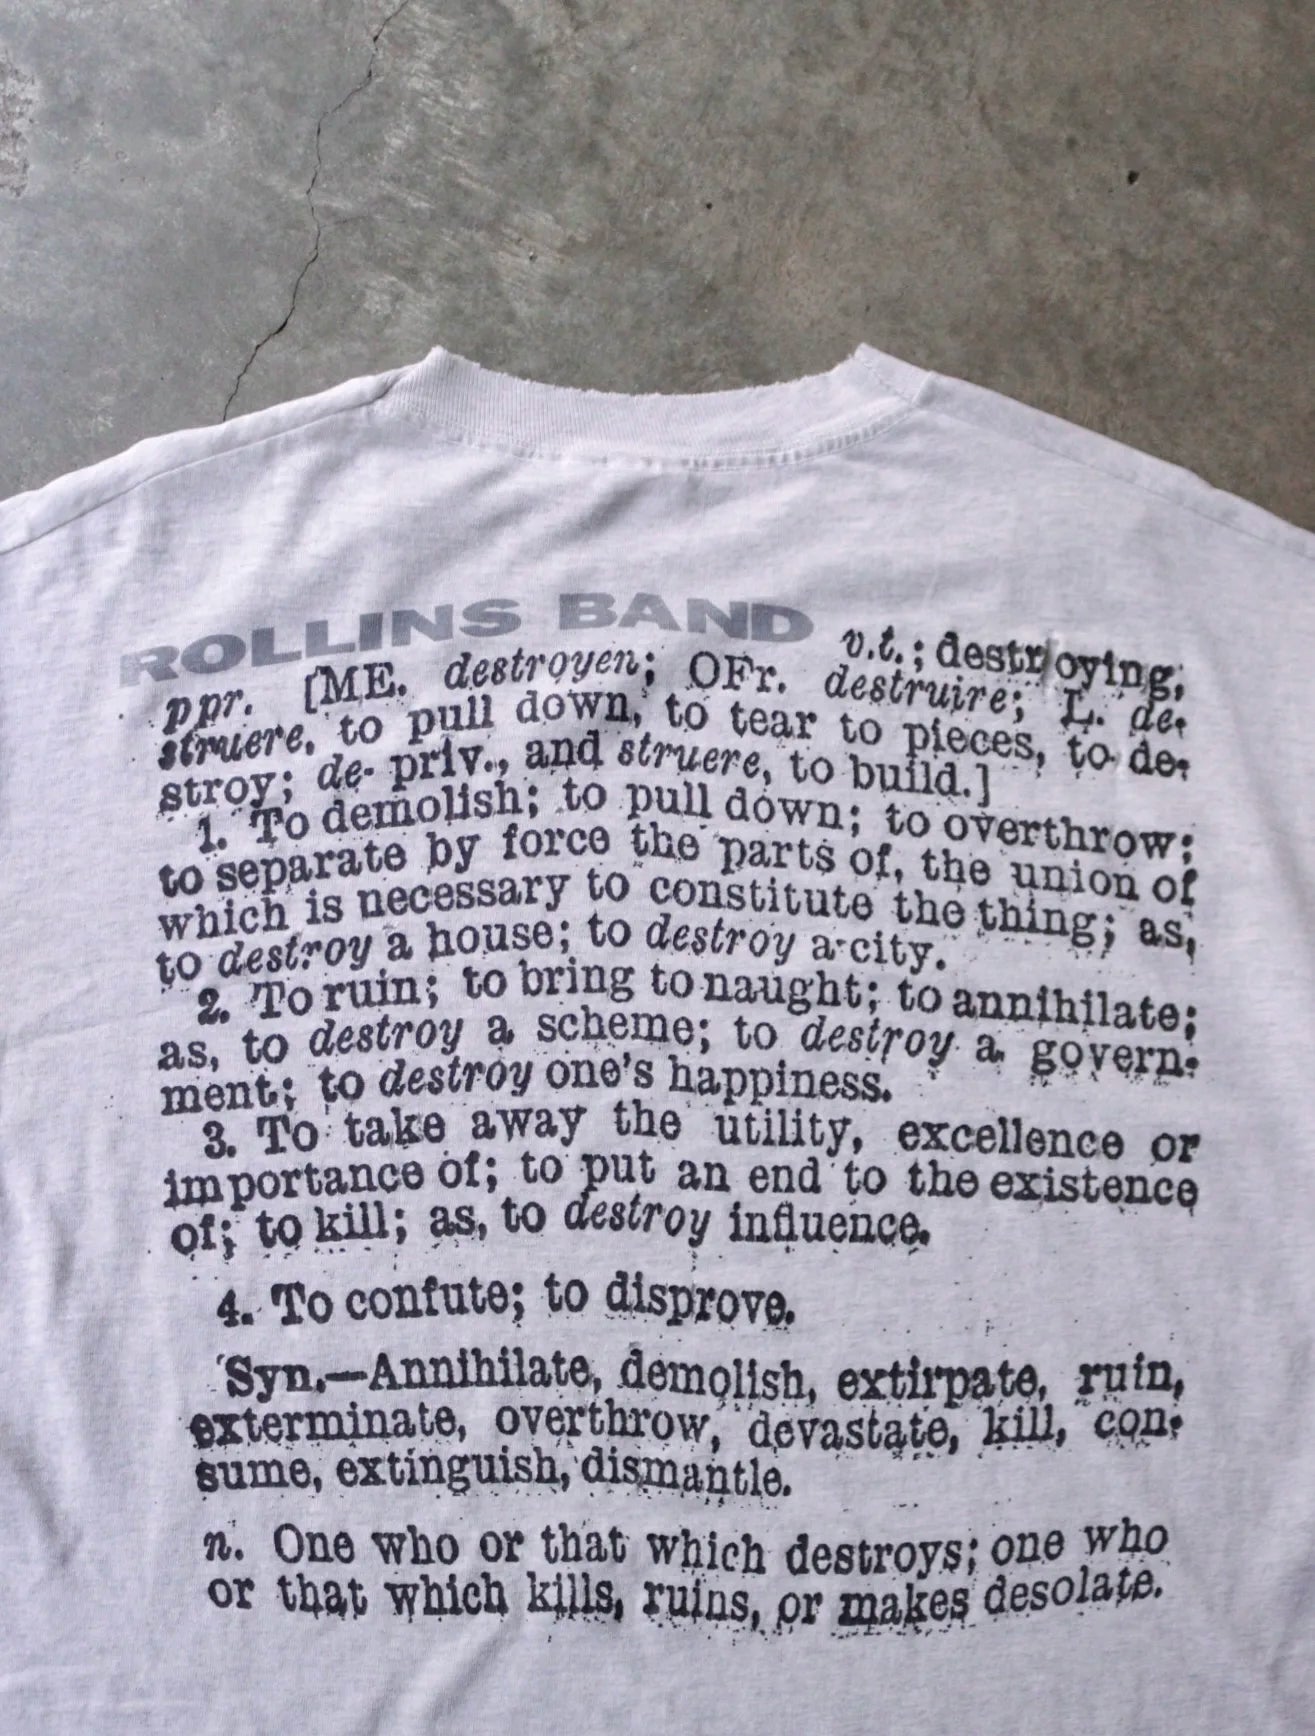 ROLLINS BAND v.t.; destroying,
ppr. [ME. destroyen; OFr. destruire; L. de-
struere, to pull down, to tear to pieces, to de-
stroy; de- priv., and struere, to build.]
1. To demolish; to pull down; to overthrow;
to separate by force the parts of, the union of
which is necessary to constitute the thing; as,
to destroy a house; to destroy a city.
2. To ruin; to bring to naught; to annihilate;
as, to destroy a scheme; to destroy a govern-
ment; to destroy one's happiness.
3. To take away the utility, excellence or
importance of; to put an end to the existence
of; to kill; as, to destroy influence.
4. To confute; to disprove.
Syn.—Annihilate, demolish, extirpate, ruin,
exterminate, overthrow, devastate, kill, con-
sume, extinguish, dismantle.
n. One who or that which destroys; one who
or that which kills, ruins, or makes desolate.